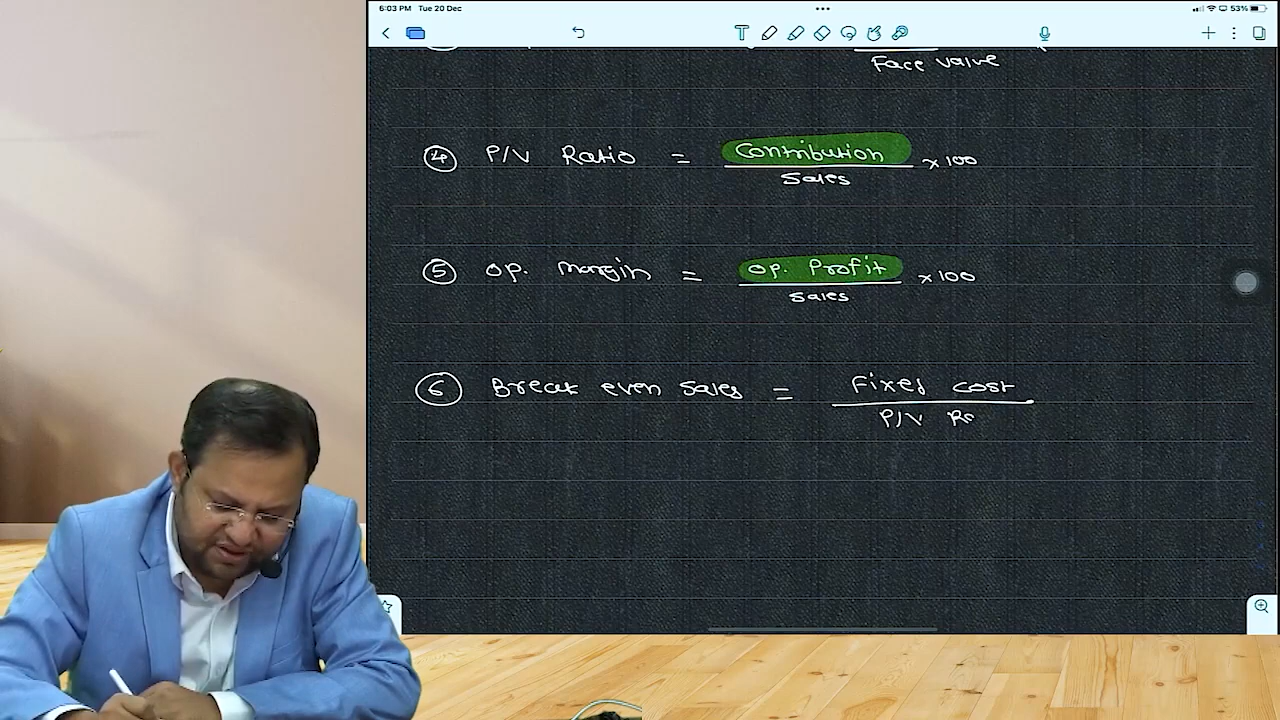 6:03 PM Tue 20 Dec 53%
Face value
④ P/V Ratio = Contribution / Sales × 100
⑤ Op. margin = Op. Profit / Sales × 100
⑥ Break even sales = Fixed cost / P/V Ra